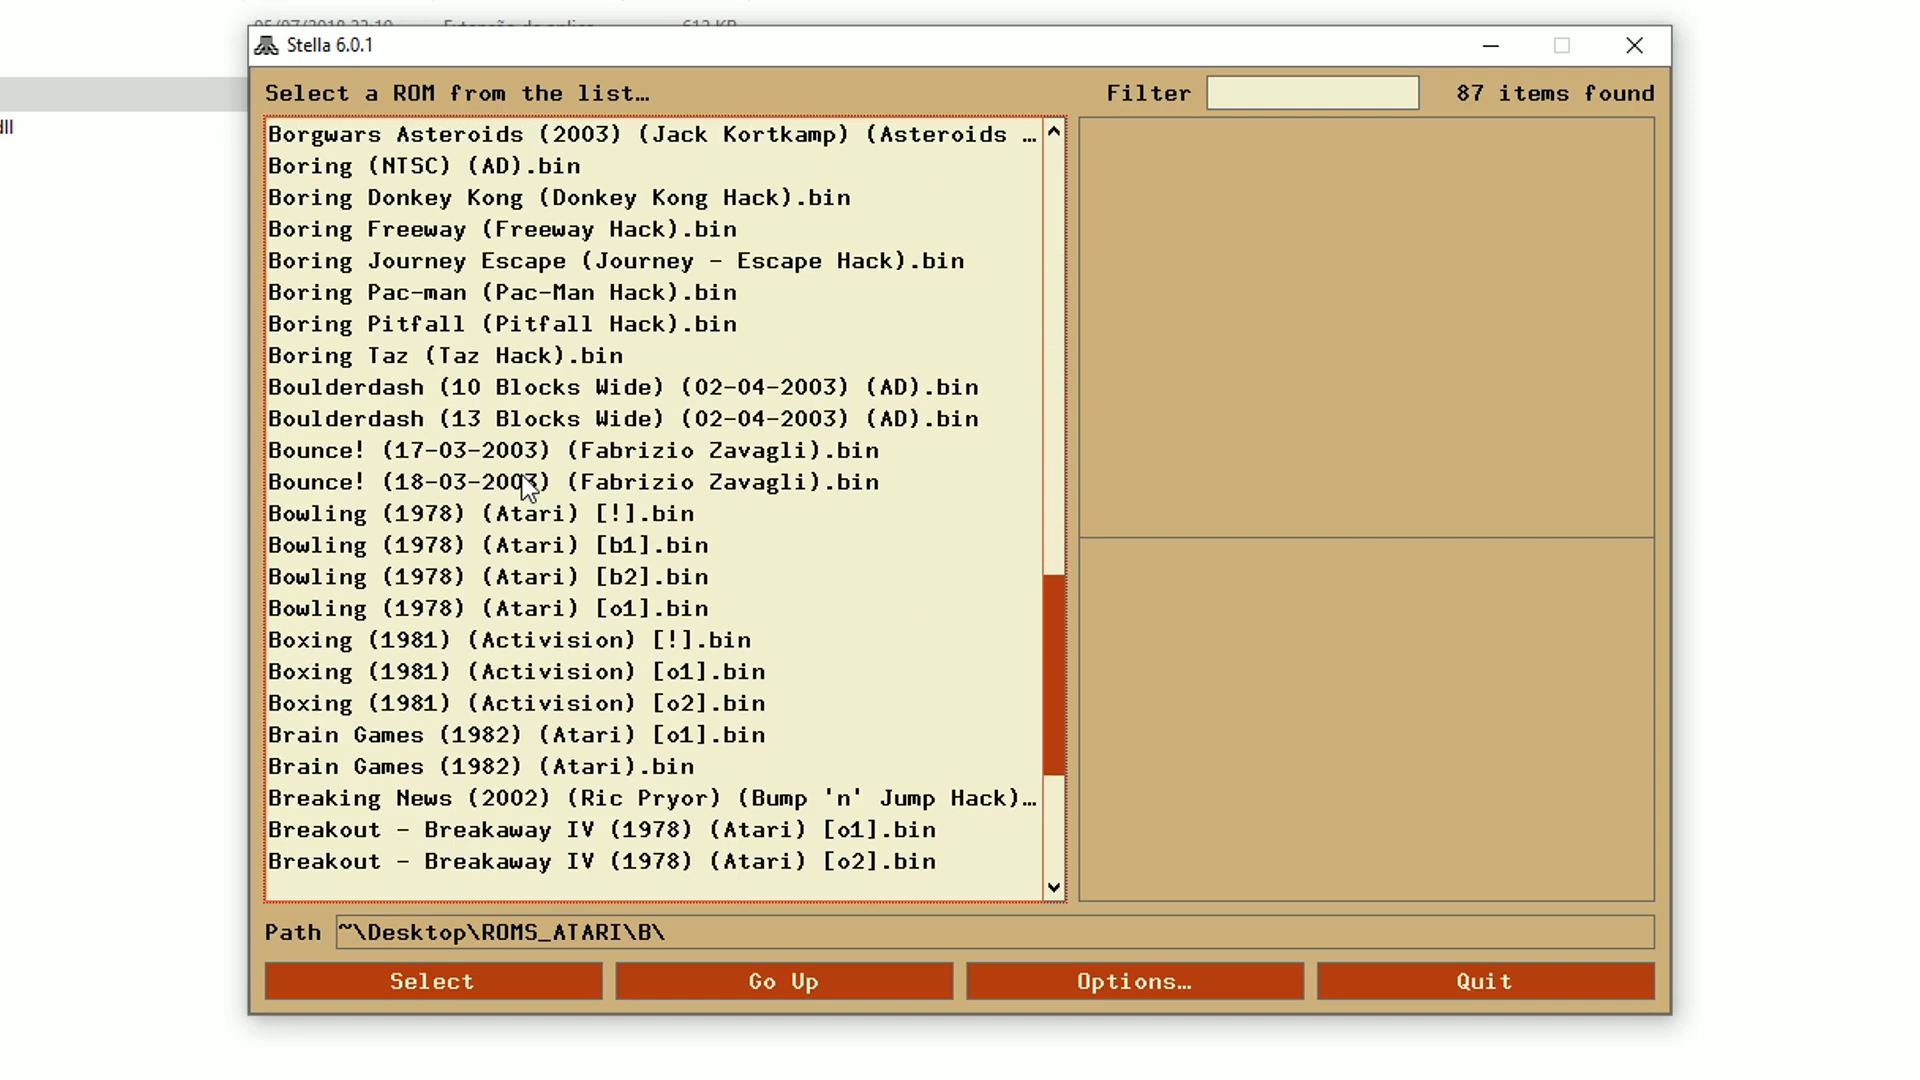 Stella 6.0.1
Select a ROM from the list…
Filter
87 items found
Borgwars Asteroids (2003) (Jack Kortkamp) (Asteroids …
Boring (NTSC) (AD).bin
Boring Donkey Kong (Donkey Kong Hack).bin
Boring Freeway (Freeway Hack).bin
Boring Journey Escape (Journey - Escape Hack).bin
Boring Pac-man (Pac-Man Hack).bin
Boring Pitfall (Pitfall Hack).bin
Boring Taz (Taz Hack).bin
Boulderdash (10 Blocks Wide) (02-04-2003) (AD).bin
Boulderdash (13 Blocks Wide) (02-04-2003) (AD).bin
Bounce! (17-03-2003) (Fabrizio Zavagli).bin
Bounce! (18-03-2003) (Fabrizio Zavagli).bin
Bowling (1978) (Atari) [!].bin
Bowling (1978) (Atari) [b1].bin
Bowling (1978) (Atari) [b2].bin
Bowling (1978) (Atari) [o1].bin
Boxing (1981) (Activision) [!].bin
Boxing (1981) (Activision) [o1].bin
Boxing (1981) (Activision) [o2].bin
Brain Games (1982) (Atari) [o1].bin
Brain Games (1982) (Atari).bin
Breaking News (2002) (Ric Pryor) (Bump 'n' Jump Hack)…
Breakout - Breakaway IV (1978) (Atari) [o1].bin
Breakout - Breakaway IV (1978) (Atari) [o2].bin
Path ~\Desktop\ROMS_ATARI\B\
Select
Go Up
Options…
Quit